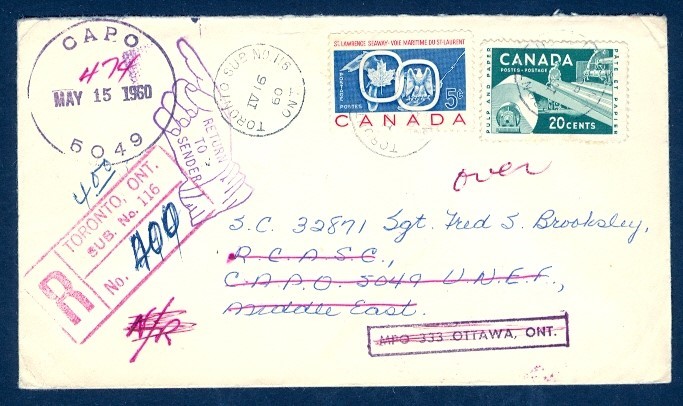 CAPO
474
MAY 15 1960
5049
400
TORONTO, ONT.
SUB. No. 116
R
No. 400
N/R
RETURN
TO
SENDER
TORONTO SUB No 116
16 IV
60
ONT.
ST. LAWRENCE SEAWAY-VOIE MARITIME DU ST-LAURENT
POSTAGE
POSTES
5¢
CANADA
CANADA
POSTES-POSTAGE
PULP AND PAPER
PATE ET PAPIER
20 CENTS
over
S.C. 32871 Sgt. Fred S. Brooksley,
R.C.A.S.C.,
C.A.P.O. 5049 U.N.E.F.,
Middle East.
MPO 333 OTTAWA, ONT.